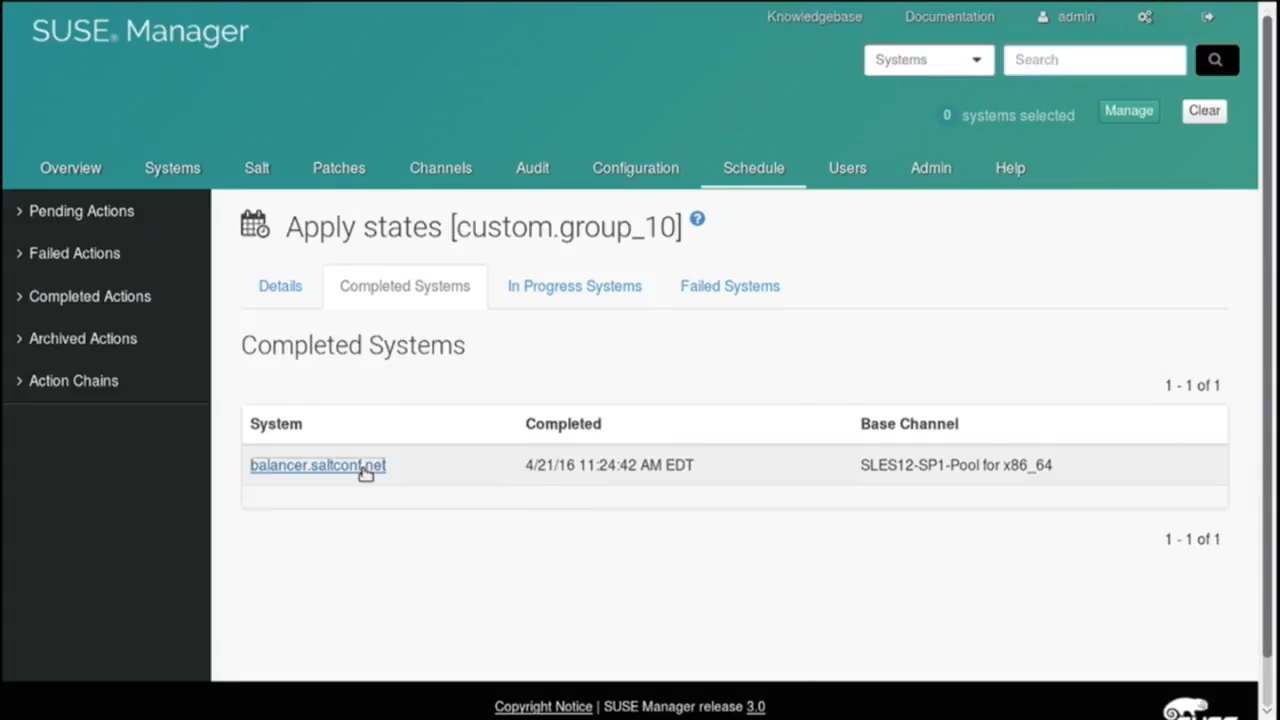 SUSE. Manager
Knowledgebase Documentation admin
Systems Search
0 systems selected Manage Clear
Overview Systems Salt Patches Channels Audit Configuration Schedule Users Admin Help
Pending Actions
Failed Actions
Completed Actions
Archived Actions
Action Chains
Apply states [custom.group_10] ?
Details Completed Systems In Progress Systems Failed Systems
Completed Systems
1 - 1 of 1
System Completed Base Channel
balancer.saltconf.net 4/21/16 11:24:42 AM EDT SLES12-SP1-Pool for x86_64
1 - 1 of 1
Copyright Notice | SUSE Manager release 3.0